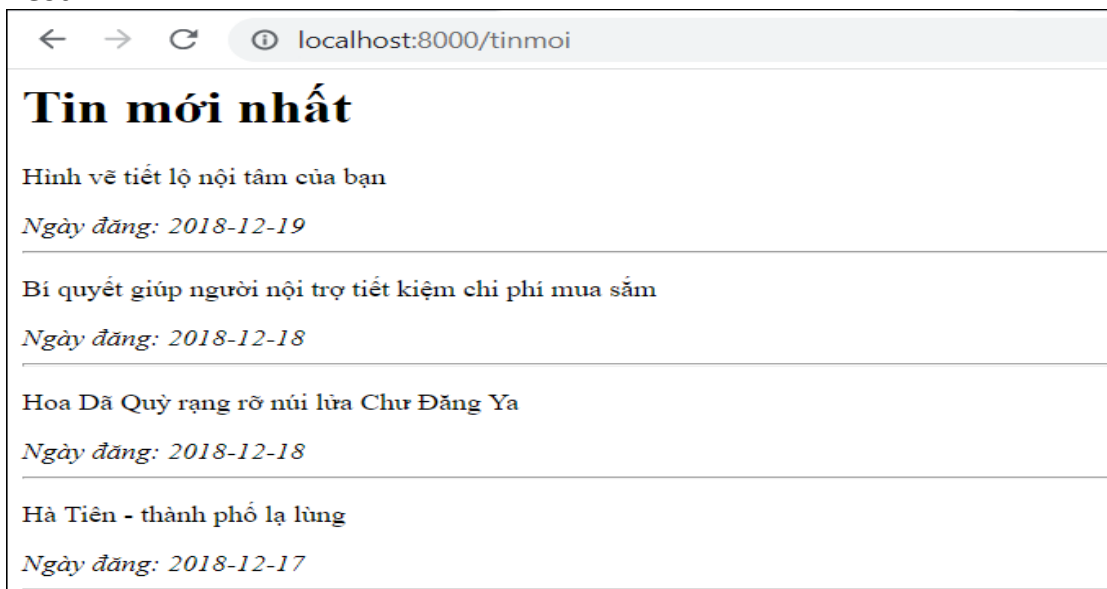 localhost:8000/tinmoi
Tin mới nhất
Hình vẽ tiết lộ nội tâm của bạn
Ngày đăng: 2018-12-19
Bí quyết giúp người nội trợ tiết kiệm chi phí mua sắm
Ngày đăng: 2018-12-18
Hoa Dã Quỳ rạng rỡ núi lửa Chư Đăng Ya
Ngày đăng: 2018-12-18
Hà Tiên - thành phố lạ lùng
Ngày đăng: 2018-12-17